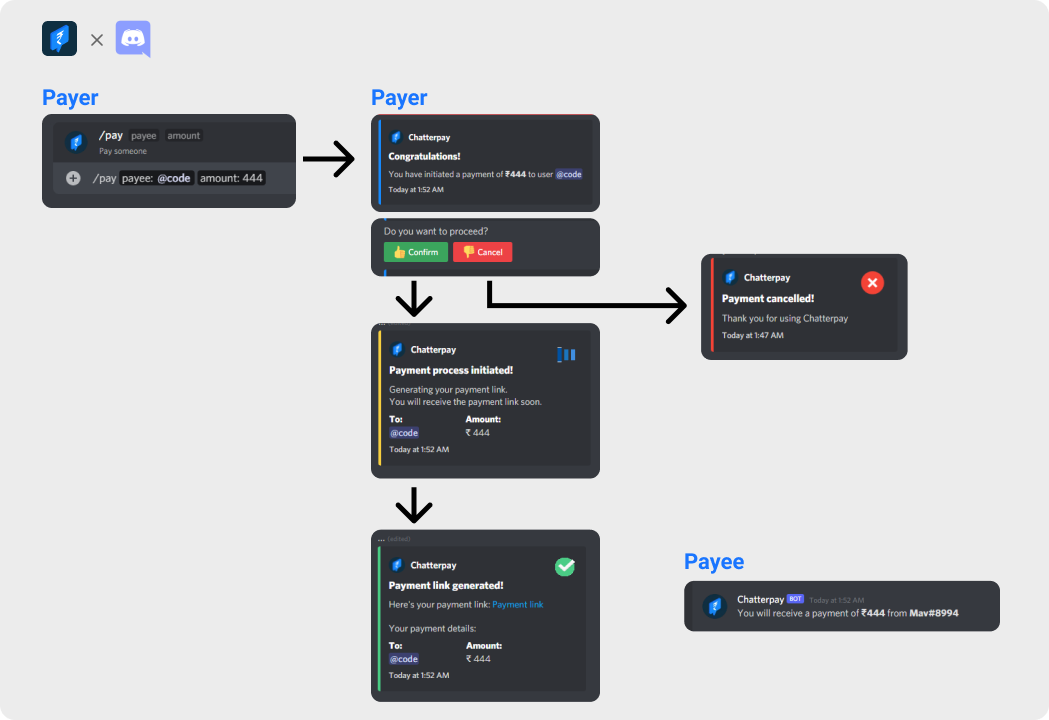 Payer
/pay payee amount
Pay someone
/pay payee: @code amount: 444
Payer
Chatterpay
Congratulations!
You have initiated a payment of ₹444 to user @code
Today at 1:52 AM
Do you want to proceed?
Confirm Cancel
Chatterpay
Payment cancelled!
Thank you for using Chatterpay
Today at 1:47 AM
Chatterpay
Payment process initiated!
Generating your payment link.
You will receive the payment link soon.
To: Amount:
@code ₹ 444
Today at 1:52 AM
... (edited)
Chatterpay
Payment link generated!
Here's your payment link: Payment link
Your payment details:
To: Amount:
@code ₹ 444
Today at 1:52 AM
Payee
Chatterpay BOT Today at 1:52 AM
You will receive a payment of ₹444 from Mav#8994